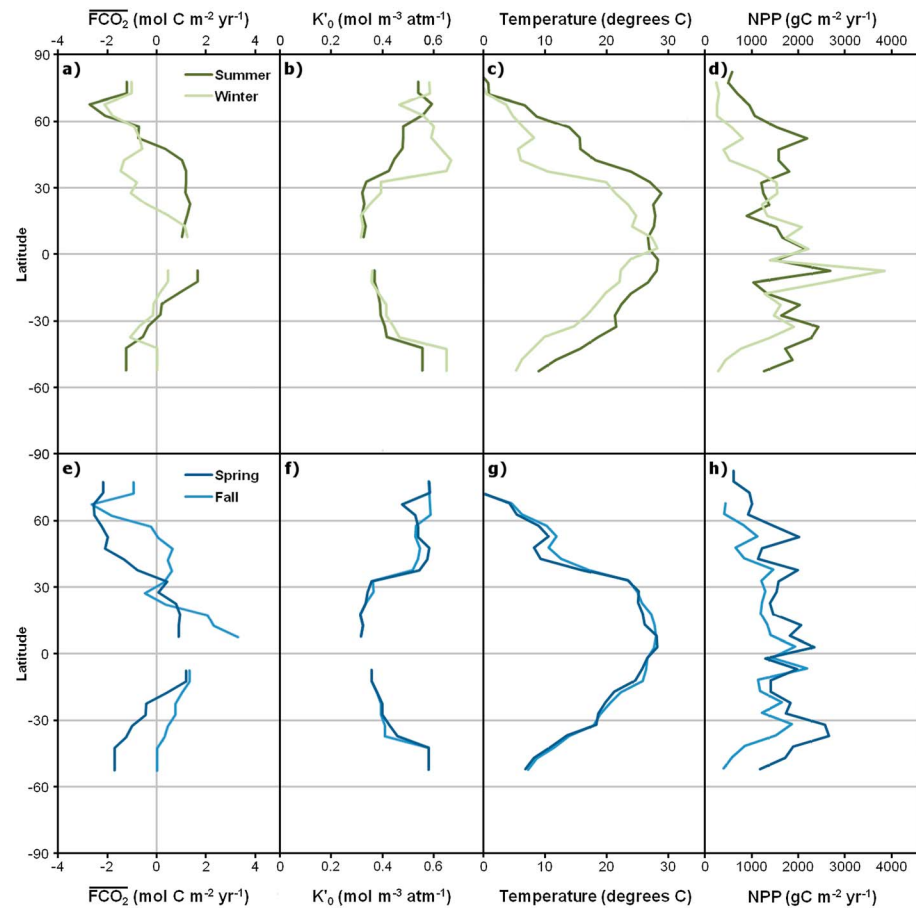 FCO₂ (mol C m⁻² yr⁻¹) K'₀ (mol m⁻³ atm⁻¹) Temperature (degrees C) NPP (gC m⁻² yr⁻¹)
-4 -2 0 2 4 0 0.2 0.4 0.6 0 10 20 30 0 1000 2000 3000 4000
90
a) b) c) d)
Summer
Winter
60
30
Latitude
0
-30
-60
-90
e) f) g) h)
Spring
Fall
60
30
Latitude
0
-30
-60
-90
-4 -2 0 2 4 0 0.2 0.4 0.6 0 10 20 30 0 1000 2000 3000 4000
FCO₂ (mol C m⁻² yr⁻¹) K'₀ (mol m⁻³ atm⁻¹) Temperature (degrees C) NPP (gC m⁻² yr⁻¹)